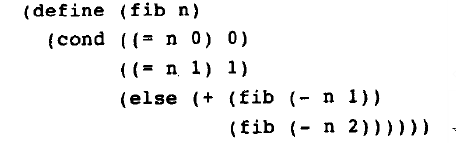 (define (fib n)
(cond ((= n 0) 0)
((= n 1) 1)
(else (+ (fib (- n 1))
(fib (- n 2))))))